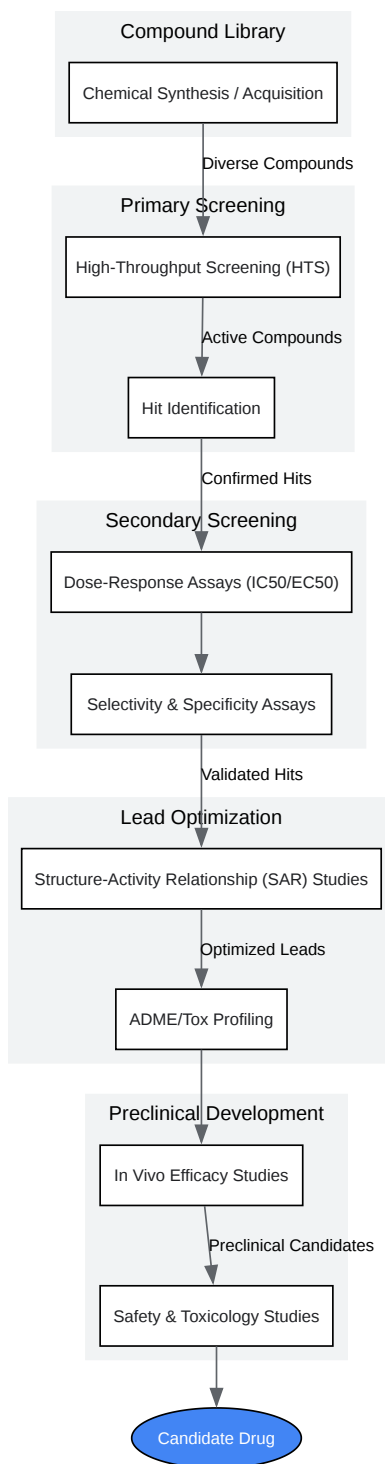 Compound Library
Chemical Synthesis / Acquisition
Diverse Compounds
Primary Screening
High-Throughput Screening (HTS)
Active Compounds
Hit Identification
Confirmed Hits
Secondary Screening
Dose-Response Assays (IC50/EC50)
Selectivity & Specificity Assays
Validated Hits
Lead Optimization
Structure-Activity Relationship (SAR) Studies
Optimized Leads
ADME/Tox Profiling
Preclinical Development
In Vivo Efficacy Studies
Preclinical Candidates
Safety & Toxicology Studies
Candidate Drug